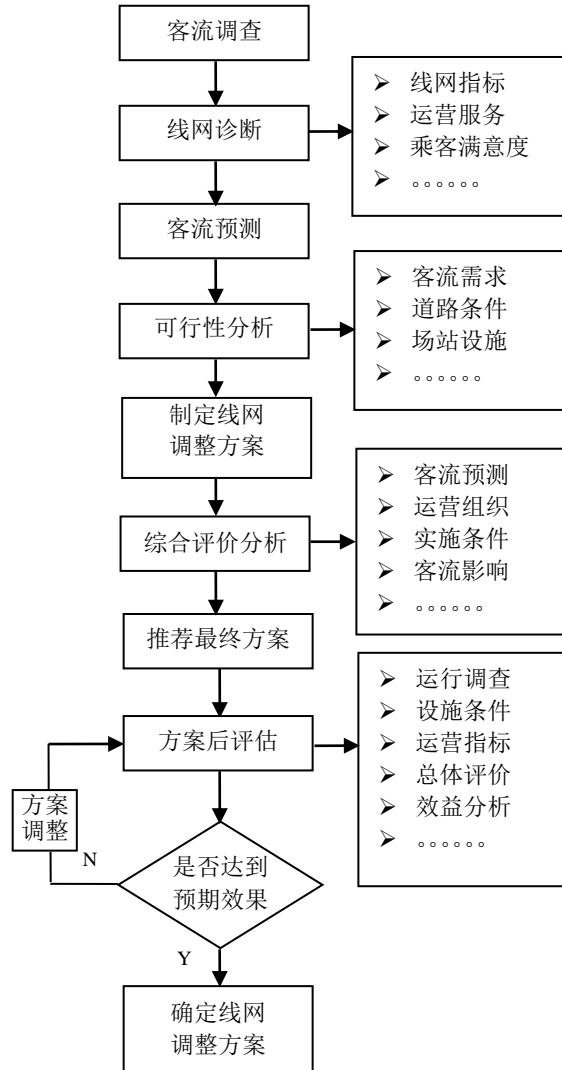 客流调查
线网诊断
➢ 线网指标
➢ 运营服务
➢ 乘客满意度
➢ 。。。。。。
客流预测
可行性分析
➢ 客流需求
➢ 道路条件
➢ 场站设施
➢ 。。。。。。
制定线网
调整方案
综合评价分析
➢ 客流预测
➢ 运营组织
➢ 实施条件
➢ 客流影响
➢ 。。。。。。
推荐最终方案
方案后评估
➢ 运行调查
➢ 设施条件
➢ 运营指标
➢ 总体评价
➢ 效益分析
➢ 。。。。。。
方案
调整
N
是否达到
预期效果
Y
确定线网
调整方案